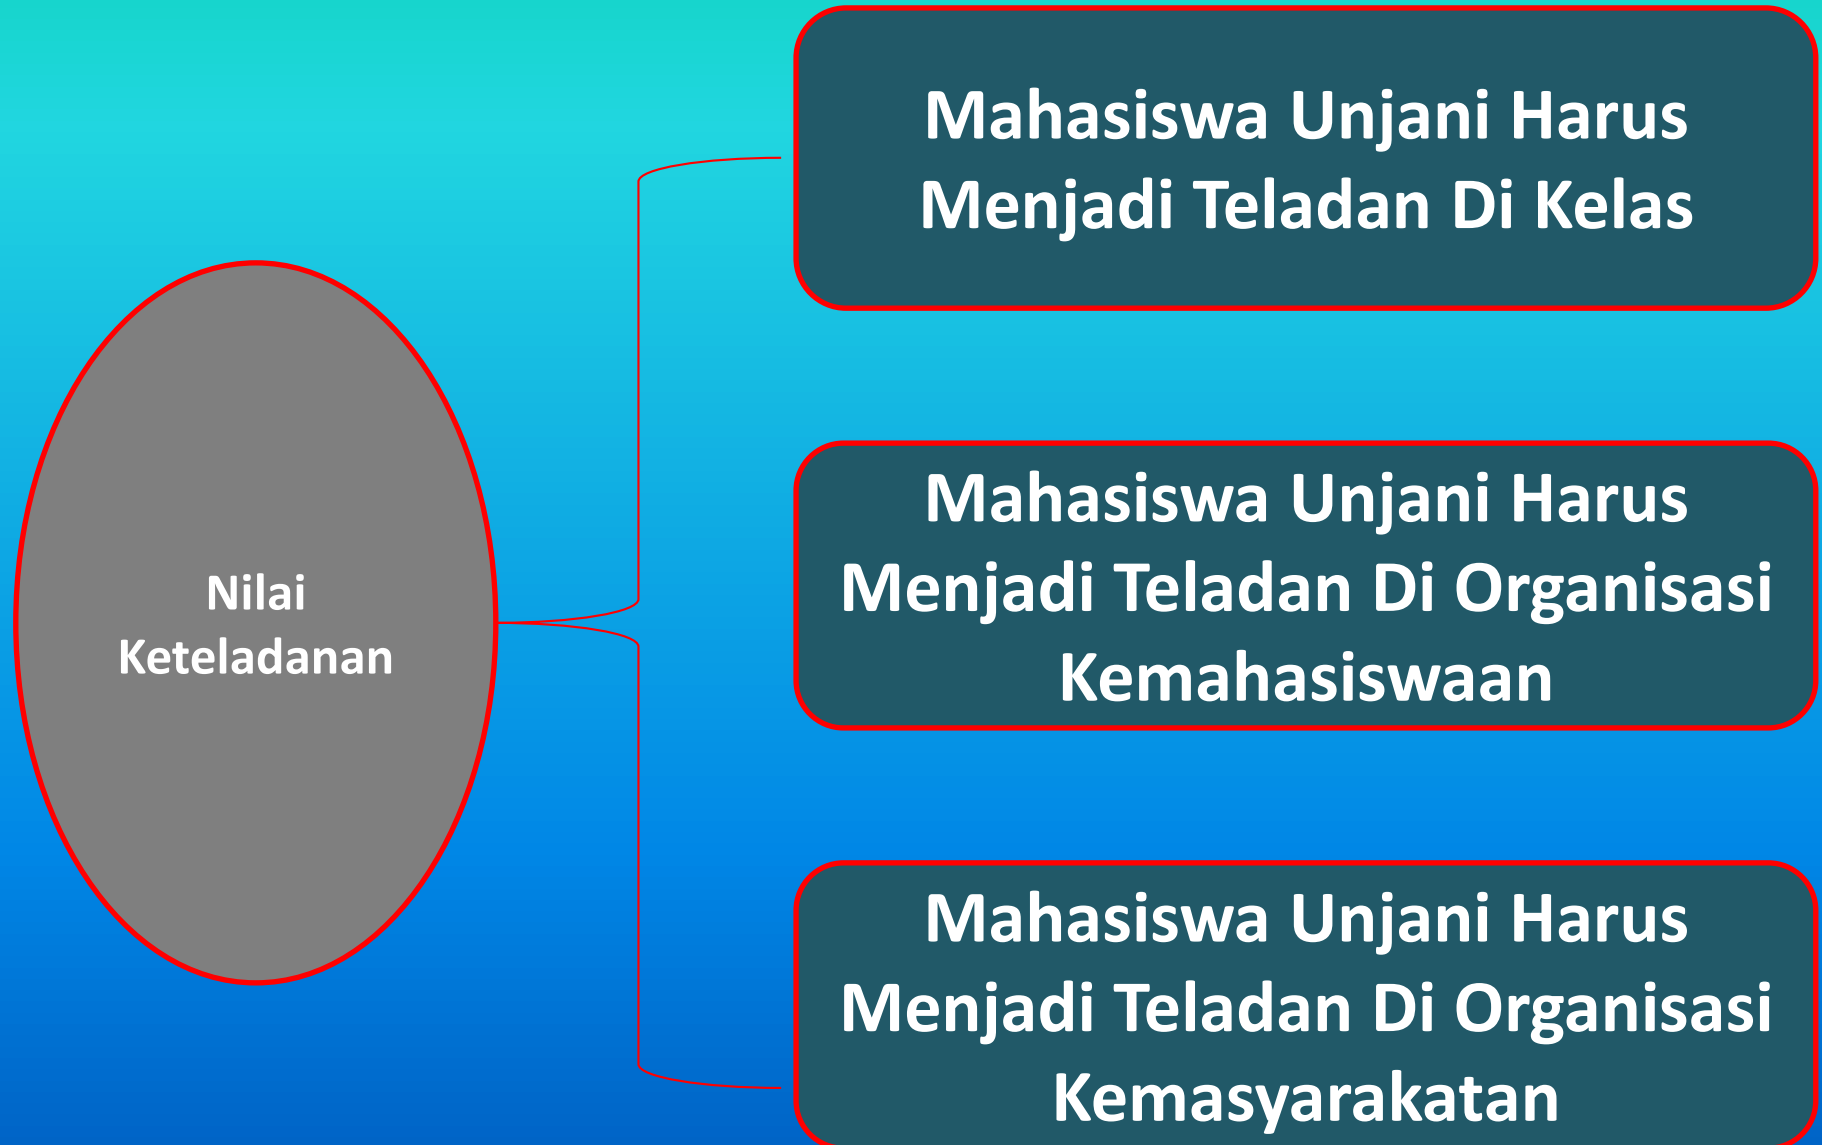 Mahasiswa Unjani Harus
Menjadi Teladan Di Kelas
Nilai
Keteladanan
Mahasiswa Unjani Harus
Menjadi Teladan Di Organisasi
Kemahasiswaan
Mahasiswa Unjani Harus
Menjadi Teladan Di Organisasi
Kemasyarakatan